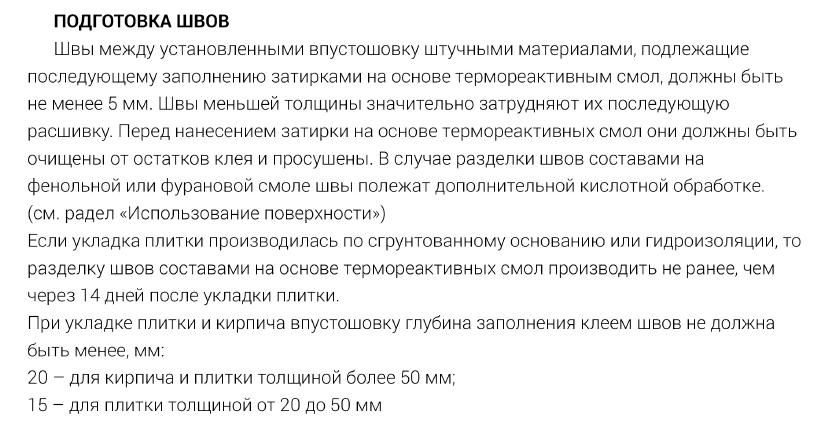 ПОДГОТОВКА ШВОВ
Швы между установленными впустошовку штучными материалами, подлежащие
последующему заполнению затирками на основе термореактивным смол, должны быть
не менее 5 мм. Швы меньшей толщины значительно затрудняют их последующую
расшивку. Перед нанесением затирки на основе термореактивных смол они должны быть
очищены от остатков клея и просушены. В случае разделки швов составами на
фенольной или фурановой смоле швы полежат дополнительной кислотной обработке.
(см. радел «Использование поверхности»)
Если укладка плитки производилась по сгрунтованному основанию или гидроизоляции, то
разделку швов составами на основе термореактивных смол производить не ранее, чем
через 14 дней после укладки плитки.
При укладке плитки и кирпича впустошовку глубина заполнения клеем швов не должна
быть менее, мм:
20 – для кирпича и плитки толщиной более 50 мм;
15 – для плитки толщиной от 20 до 50 мм